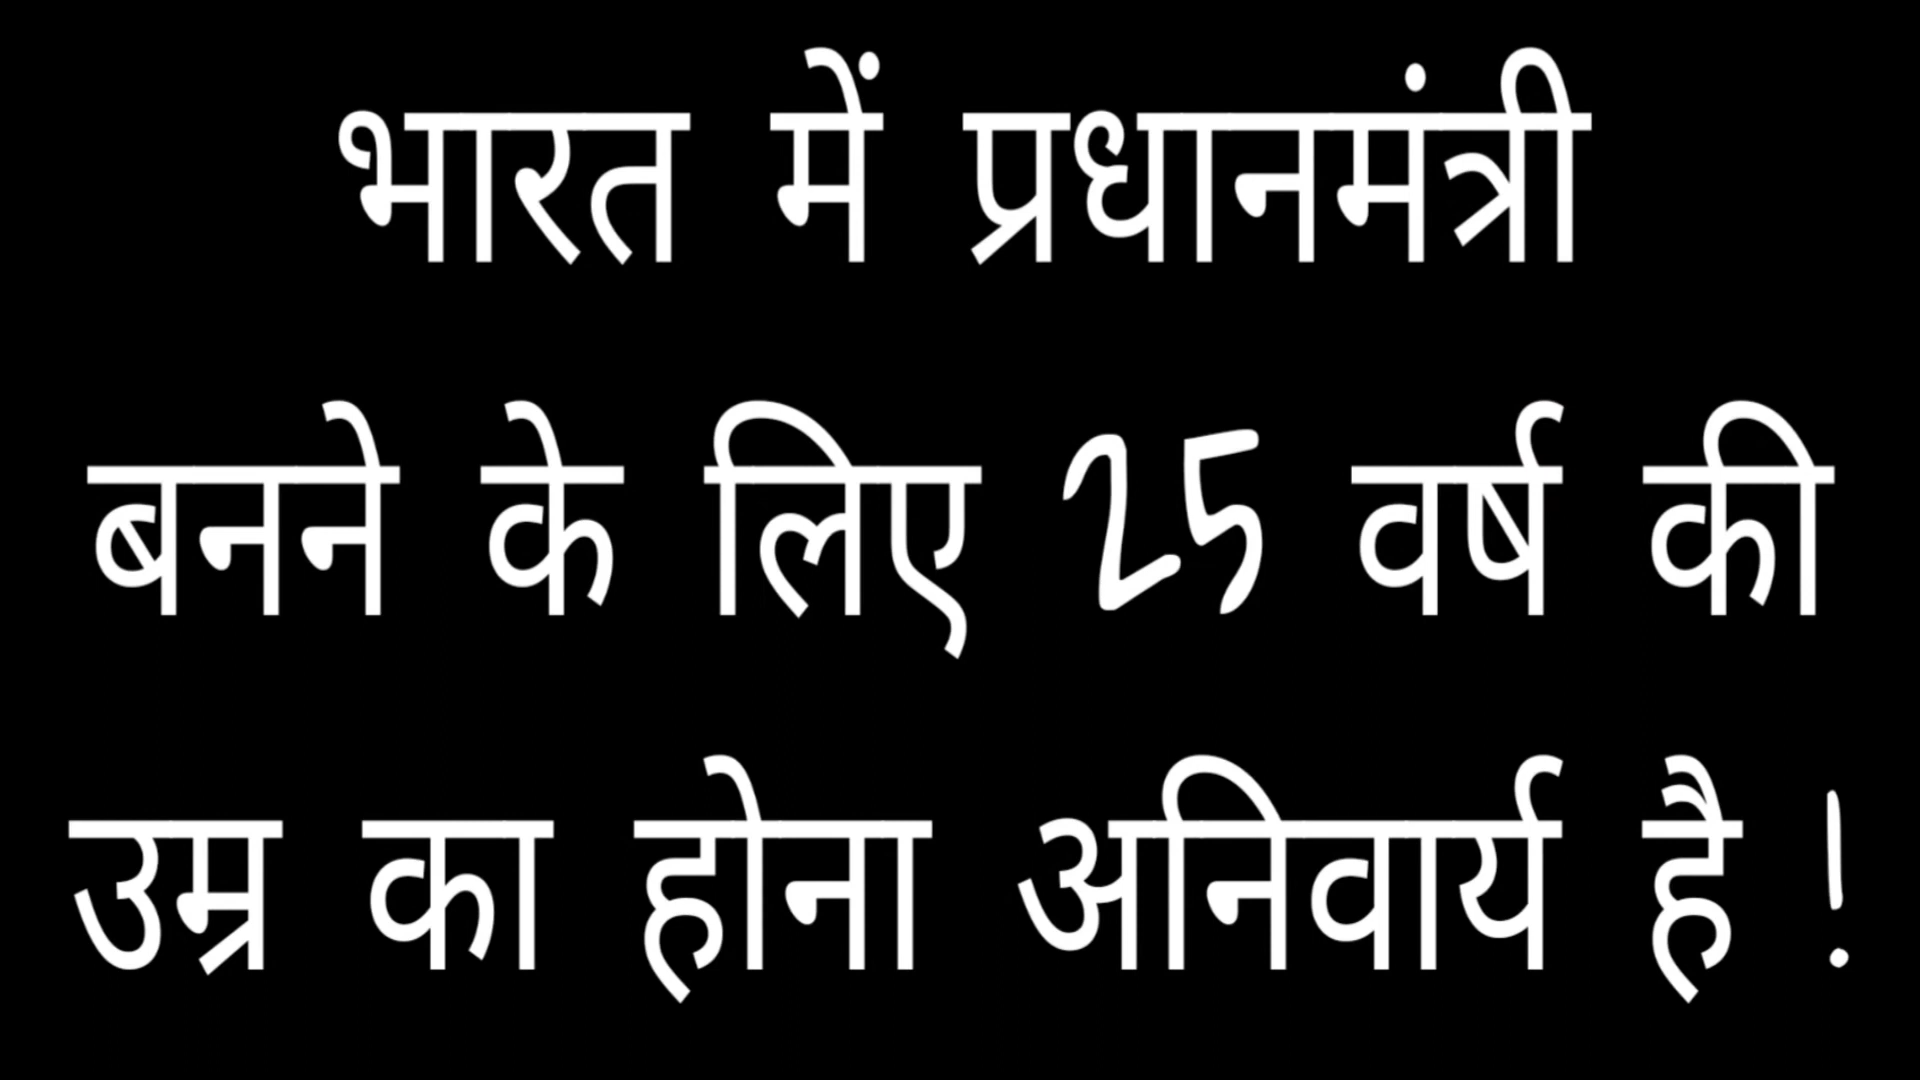 भारत में प्रधानमंत्री
बनने के लिए 25 वर्ष की
उम्र का होना अनिवार्य है !